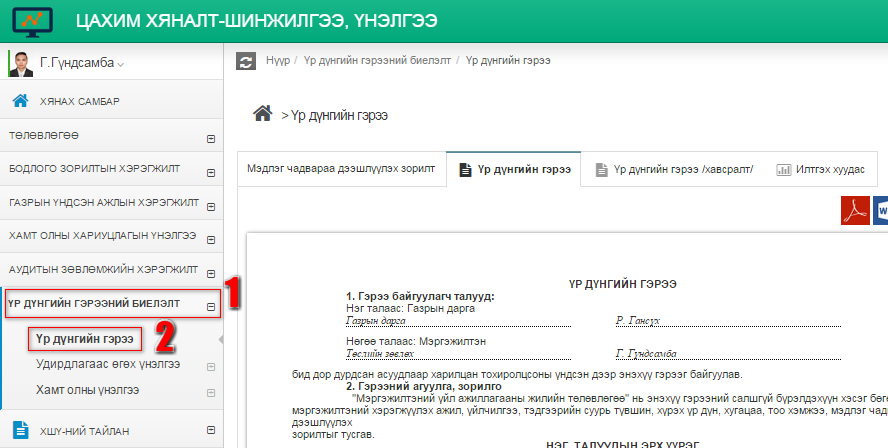 ЦАХИМ ХЯНАЛТ-ШИНЖИЛГЭЭ, ҮНЭЛГЭЭ
Г.Гүндсамба
Нүүр / Үр дүнгийн гэрээний биелэлт / Үр дүнгийн гэрээ
ХЯНАХ САМБАР
ТӨЛӨВЛӨГӨӨ
БОДЛОГО ЗОРИЛТЫН ХЭРЭГЖИЛТ
ГАЗРЫН ҮНДСЭН АЖЛЫН ХЭРЭГЖИЛТ
ХАМТ ОЛНЫ ХАРИУЦЛАГЫН ҮНЭЛГЭЭ
АУДИТЫН ЗӨВЛӨМЖИЙН ХЭРЭГЖИЛТ
ҮР ДҮНГИЙН ГЭРЭЭНИЙ БИЕЛЭЛТ
1
Үр дүнгийн гэрээ
2
Удирдлагаас өгөх үнэлгээ
Хамт олны үнэлгээ
ХШҮ-НИЙ ТАЙЛАН
> Үр дүнгийн гэрээ
Мэдлэг чадвараа дээшлүүлэх зорилт
Үр дүнгийн гэрээ
Үр дүнгийн гэрээ /хавсралт/
Илтгэх хуудас
ҮР ДҮНГИЙН ГЭРЭЭ
1. Гэрээ байгуулагч талууд:
Нэг талаас: Газрын дарга
Газрын дарга Р. Гансүх
Нөгөө талаас: Мэргэжилтэн
Төслийн зөвлөх Г. Гүндсамба
бид дор дурдсан асуудлаар харилцан тохиролцсоны үндсэн дээр энэхүү гэрээг байгуулав.
2. Гэрээний агуулга, зорилго
"Мэргэжилтэний үйл ажиллагааны жилийн төлөвлөгөө" нь энэхүү гэрээний салшгүй бүрэлдэхүүн хэсэг бөгө
мэргэжилтэний хэрэгжүүлэх ажил, үйлчилгээ, тэдгээрийн суурь түвшин, хүрэх үр дүн, хугацаа, тоо хэмжээ, мэдлэг чад
дээшлүүлэх
зорилтыг тусгав.
НЭГ. ТАЛУУДЫН ЭРХ ҮҮРЭГ